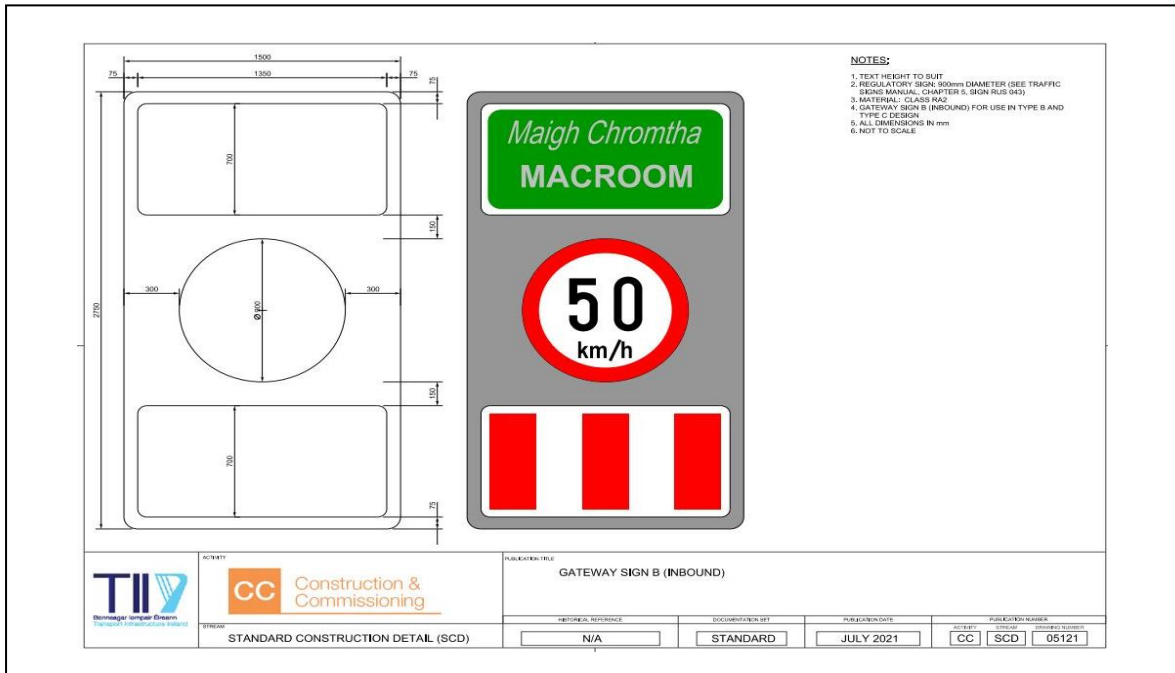 1500
75
1350
75
75
700
150
300
300
2750
Ø900
150
700
75
Maigh Chromtha
MACROOM
50
km/h
NOTES:
1. TEXT HEIGHT TO SUIT
2. REGULATORY SIGN: 900mm DIAMETER (SEE TRAFFIC
SIGNS MANUAL, CHAPTER 5, SIGN RUS 043)
3. MATERIAL: CLASS RA2
4. GATEWAY SIGN B (INBOUND) FOR USE IN TYPE B AND
TYPE C DESIGN
5. ALL DIMENSIONS IN mm
6. NOT TO SCALE
TII
Bonneagar Iompair Éireann
Transport Infrastructure Ireland
ACTIVITY
CC
Construction &
Commissioning
STREAM
STANDARD CONSTRUCTION DETAIL (SCD)
PUBLICATION TITLE
GATEWAY SIGN B (INBOUND)
HISTORICAL REFERENCE
N/A
DOCUMENTATION SET
STANDARD
PUBLICATION DATE
JULY 2021
PUBLICATION NUMBER
ACTIVITY STREAM DRAWING NUMBER
CC SCD 05121